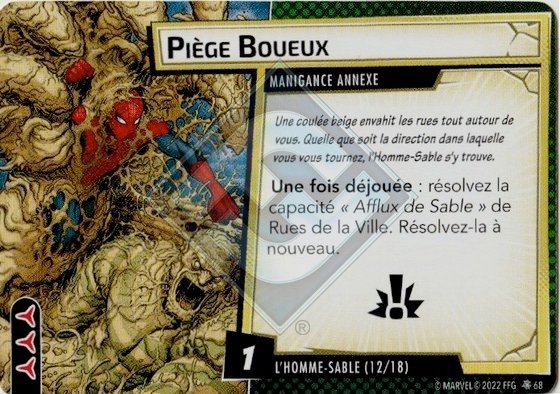 PIÈGE BOUEUX
MANIGANCE ANNEXE
Une coulée beige envahit les rues tout autour de
vous. Quelle que soit la direction dans laquelle
vous vous tournez, l'Homme-Sable s'y trouve.
Une fois déjouée : résolvez la
capacité « Afflux de Sable » de
Rues de la Ville. Résolvez-la à
nouveau.
®
1
L'HOMME-SABLE (12/18)
© MARVEL © 2022 FFG 68